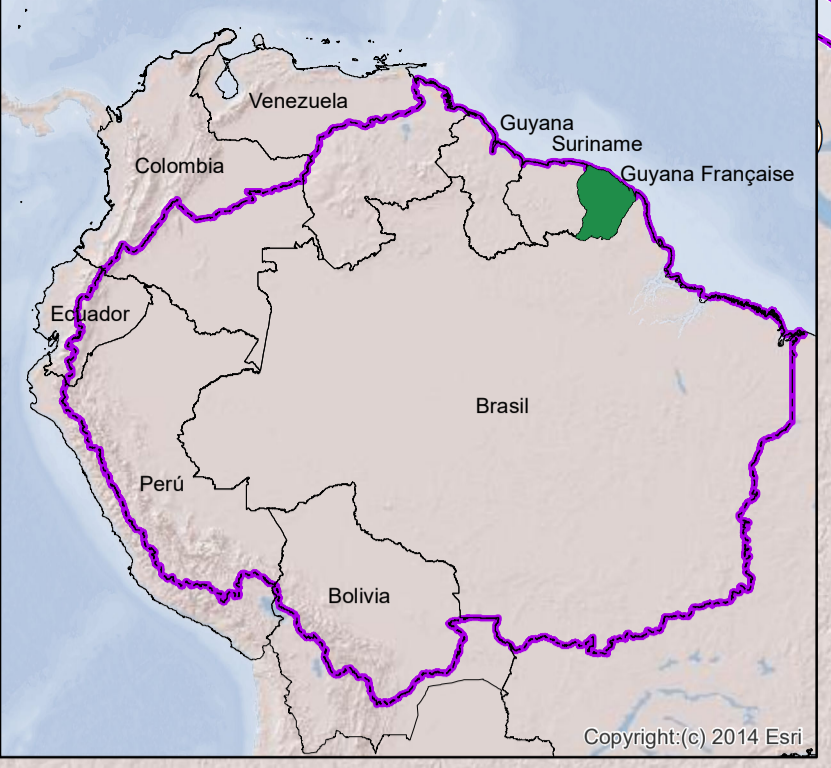 Venezuela
Guyana
Suriname
Colombia
Guyana Française
Ecuador
Brasil
Perú
Bolivia
Copyright:(c) 2014 Esri